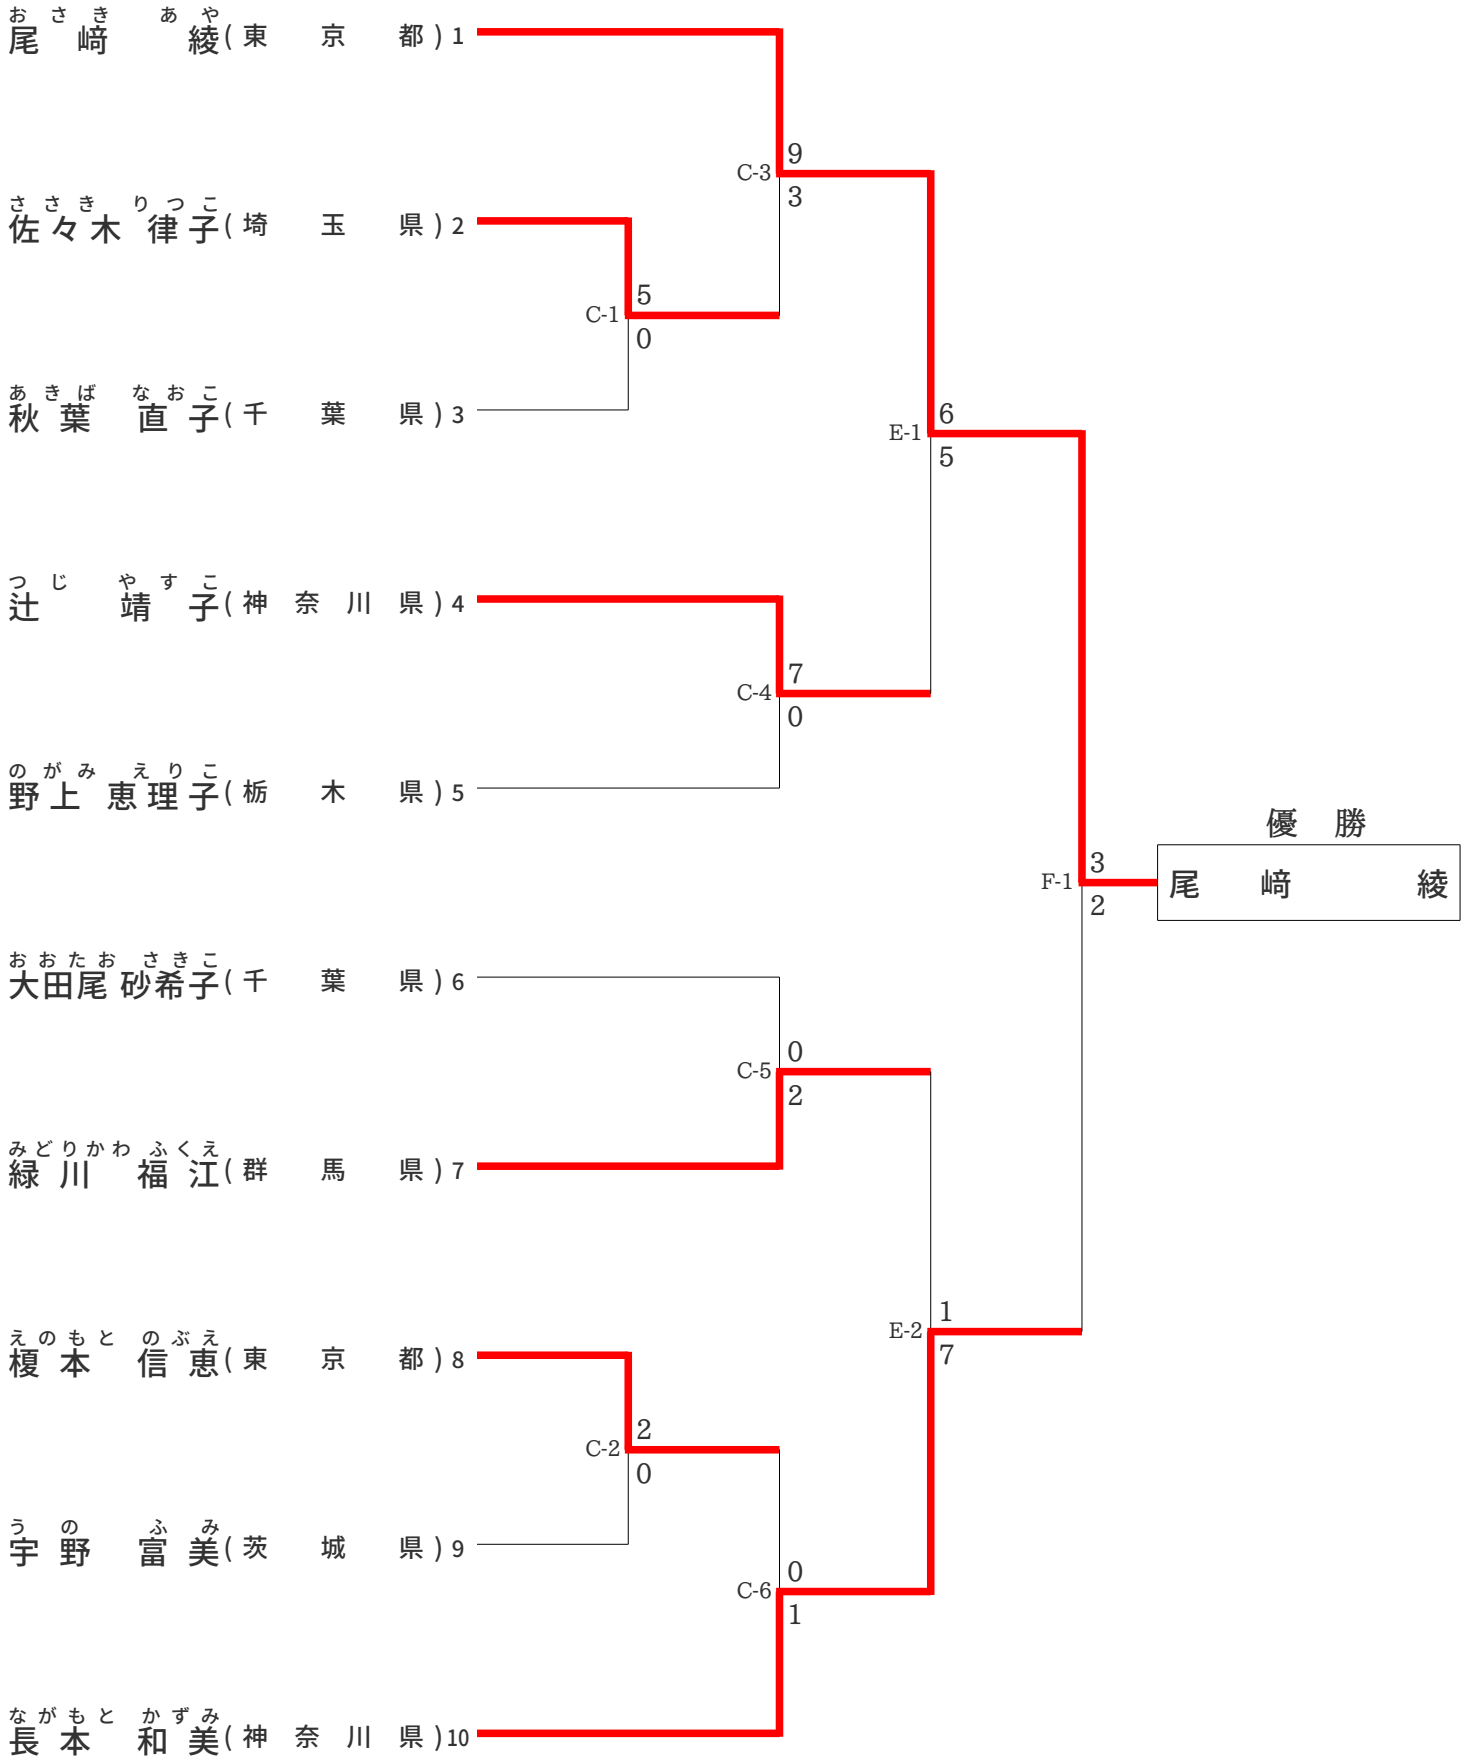 おさき あや
尾﨑 綾(東京都)1
9
C-3
3
ささき りつこ
佐々木 律子(埼玉県)2
5
C-1
0
あきば なおこ
秋葉 直子(千葉県)3
6
E-1
5
つじ やすこ
辻 靖子(神奈川県)4
7
C-4
0
のがみ えりこ
野上 恵理子(栃木県)5
優勝
3
F-1
尾﨑 綾
2
おおたお さきこ
大田尾 砂希子(千葉県)6
0
C-5
2
みどりかわ ふくえ
緑川 福江(群馬県)7
1
E-2
7
えのもと のぶえ
榎本 信恵(東京都)8
2
C-2
0
うの ふみ
宇野 富美(茨城県)9
0
C-6
1
ながもと かずみ
長本 和美(神奈川県)10